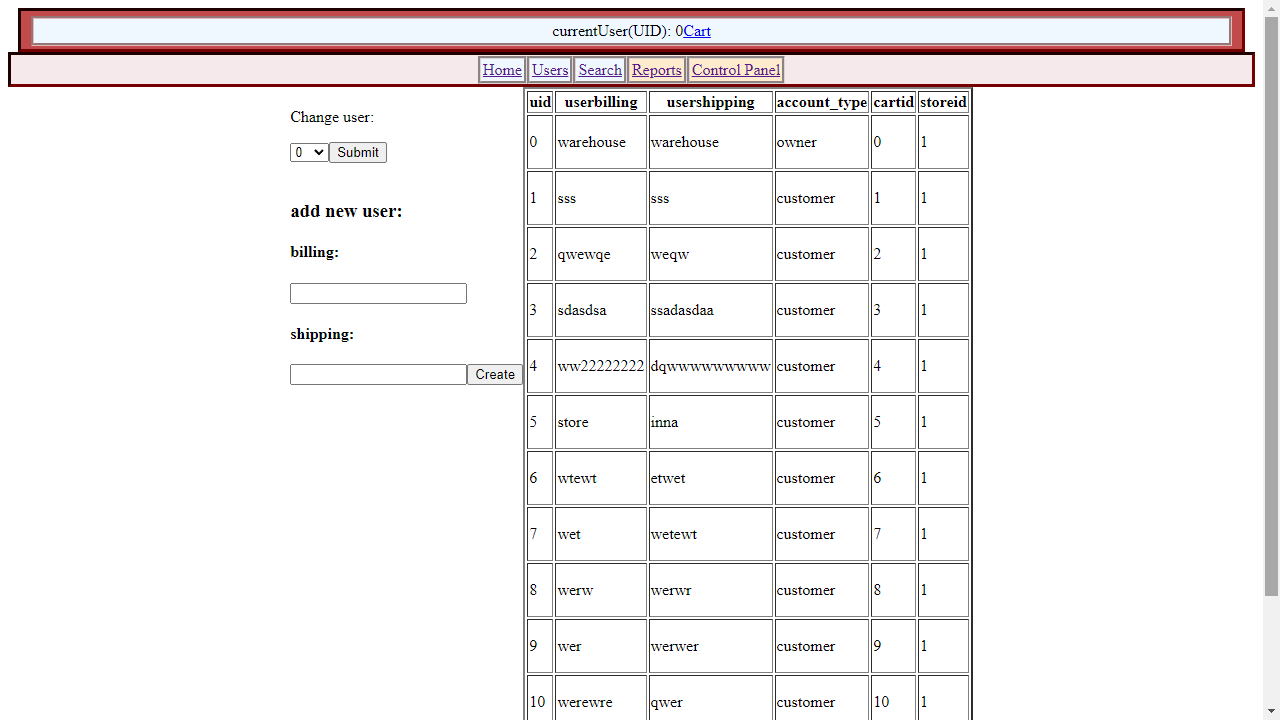 currentUser(UID): 0Cart
Home Users Search Reports Control Panel
Change user:
0 Submit
add new user:
billing:
shipping:
Create
uid userbilling usershipping account_type cartid storeid
0 warehouse warehouse owner 0 1
1 sss sss customer 1 1
2 qwewqe weqw customer 2 1
3 sdasdsa ssadasdaa customer 3 1
4 ww22222222 dqwwwwwwwww customer 4 1
5 store inna customer 5 1
6 wtewt etwet customer 6 1
7 wet wetewt customer 7 1
8 werw werwr customer 8 1
9 wer werwer customer 9 1
10 werewre qwer customer 10 1